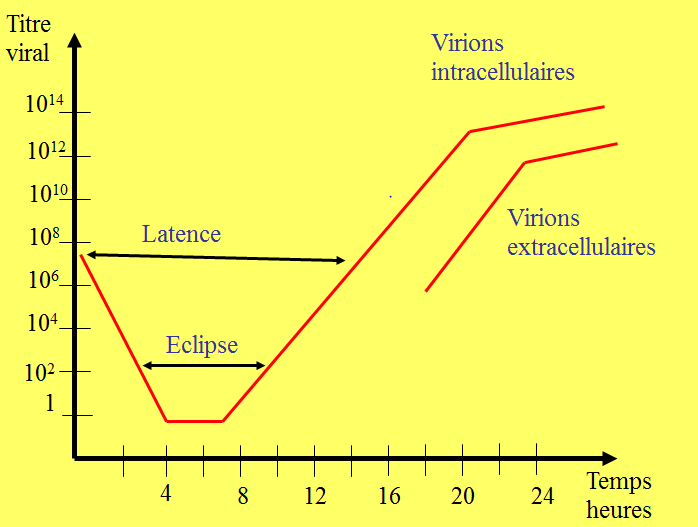 Titre
viral
Virions
intracellulaires
10¹⁴
10¹²
10¹⁰
Virions
extracellulaires
Latence
10⁸
10⁶
10⁴
Eclipse
10²
1
4 8 12 16 20 24
Temps
heures